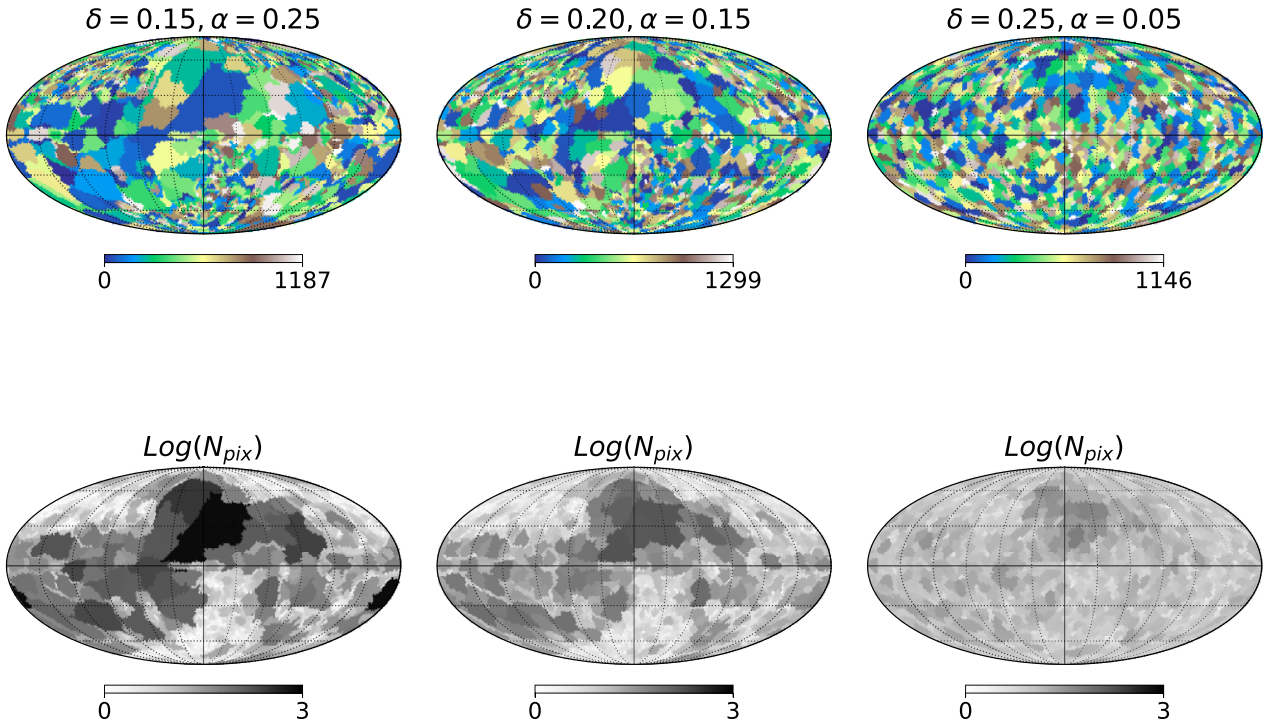 δ = 0.15, α = 0.25
δ = 0.20, α = 0.15
δ = 0.25, α = 0.05
0 1187
0 1299
0 1146
Log(N_pix)
Log(N_pix)
Log(N_pix)
0 3
0 3
0 3